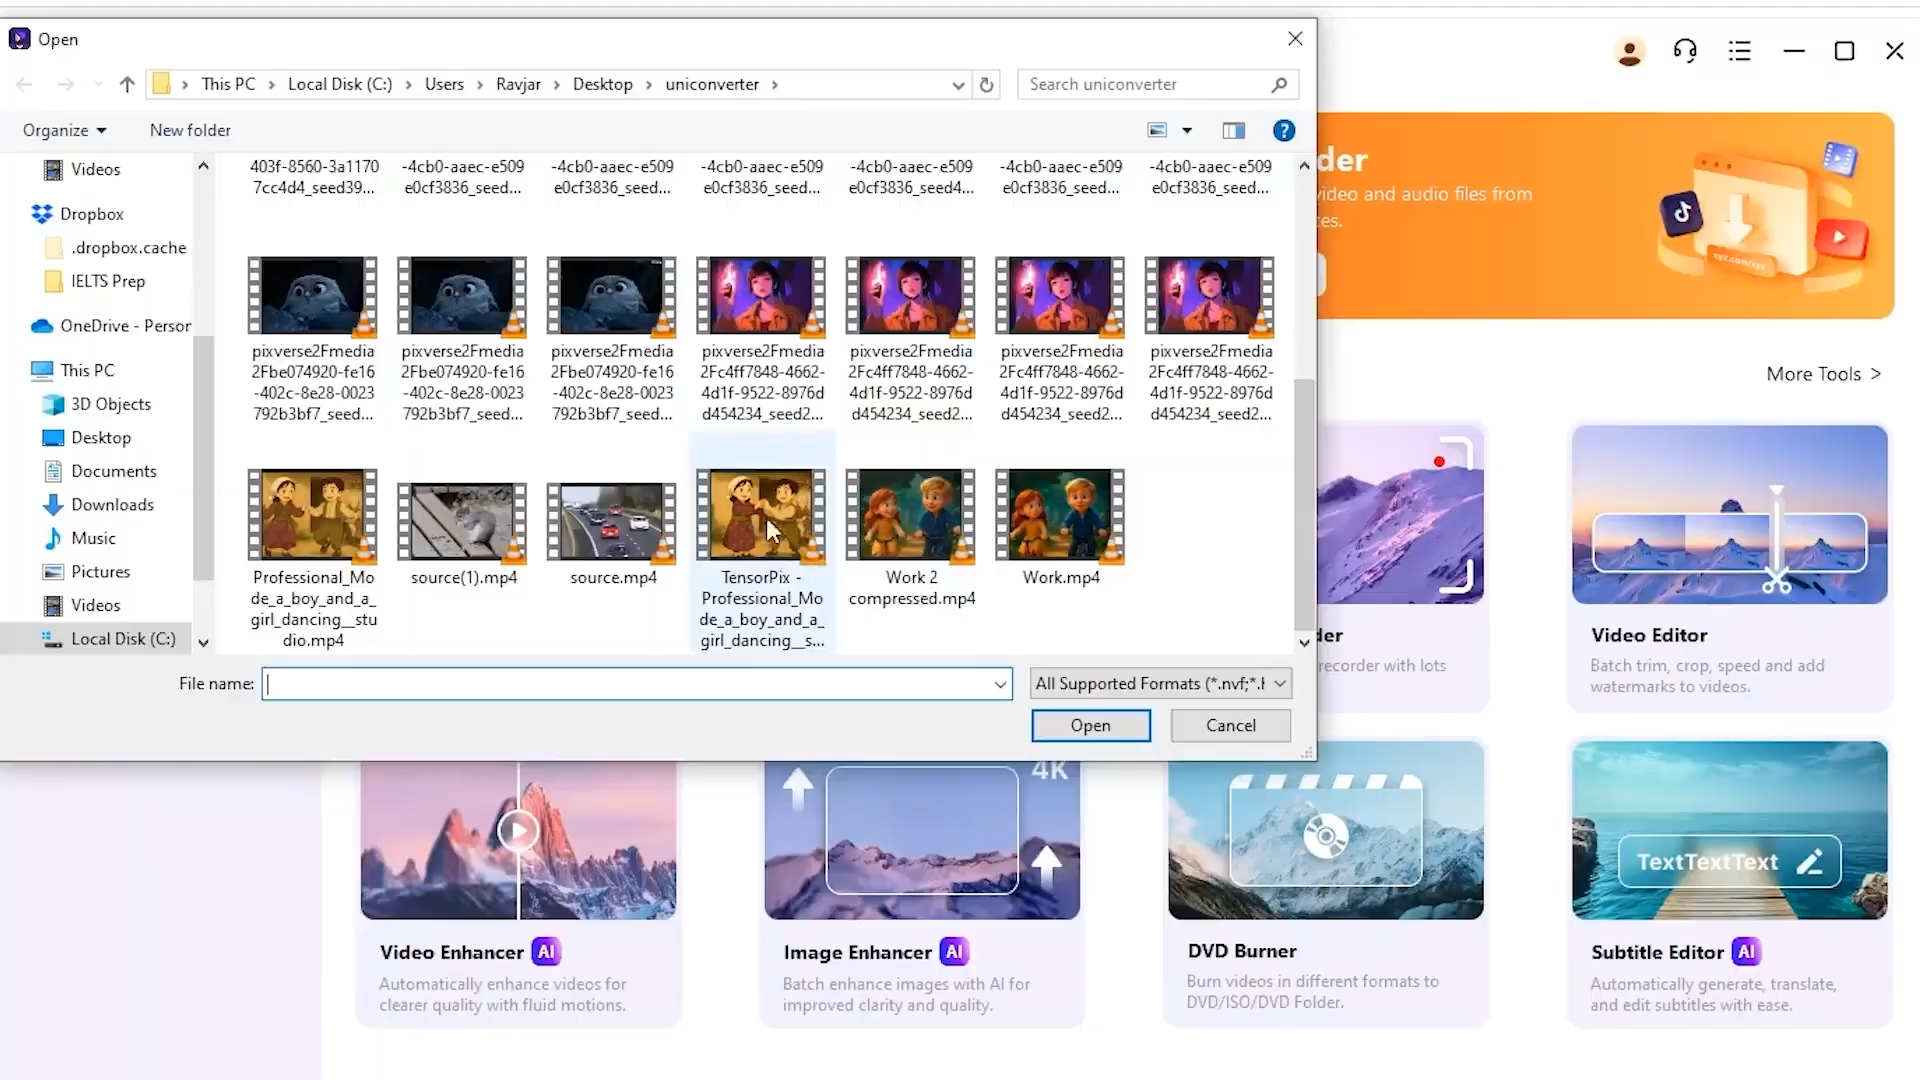 Open
This PC
Local Disk (C:)
Users
Ravjar
Desktop
uniconverter
Search uniconverter
Organize
New folder
?
Videos
Dropbox
.dropbox.cache
IELTS Prep
OneDrive - Person
This PC
3D Objects
Desktop
Documents
Downloads
Music
Pictures
Videos
Local Disk (C:)
403f-8560-3a1170
7cc4d4_seed39...
-4cb0-aaec-e509
e0cf3836_seed...
-4cb0-aaec-e509
e0cf3836_seed...
-4cb0-aaec-e509
e0cf3836_seed...
-4cb0-aaec-e509
e0cf3836_seed4...
-4cb0-aaec-e509
e0cf3836_seed...
-4cb0-aaec-e509
e0cf3836_seed...
pixverse2Fmedia
2Fbe074920-fe16
-402c-8e28-0023
792b3bf7_seed...
pixverse2Fmedia
2Fbe074920-fe16
-402c-8e28-0023
792b3bf7_seed...
pixverse2Fmedia
2Fbe074920-fe16
-402c-8e28-0023
792b3bf7_seed...
pixverse2Fmedia
2Fc4ff7848-4662-
4d1f-9522-8976d
d454234_seed2...
pixverse2Fmedia
2Fc4ff7848-4662-
4d1f-9522-8976d
d454234_seed2...
pixverse2Fmedia
2Fc4ff7848-4662-
4d1f-9522-8976d
d454234_seed2...
pixverse2Fmedia
2Fc4ff7848-4662-
4d1f-9522-8976d
d454234_seed2...
Professional_Mo
de_a_boy_and_a_
girl_dancing__stu
dio.mp4
source(1).mp4
source.mp4
TensorPix -
Professional_Mo
de_a_boy_and_a_
girl_dancing__s...
Work 2
compressed.mp4
Work.mp4
File name:
All Supported Formats (*.nvf;*.
Open
Cancel
der
ideo and audio files from
es.
xyz.com/xyz
More Tools >
der
recorder with lots
Video Editor
Batch trim, crop, speed and add
watermarks to videos.
Video Enhancer AI
Automatically enhance videos for
clearer quality with fluid motions.
4K
Image Enhancer AI
Batch enhance images with AI for
improved clarity and quality.
DVD Burner
Burn videos in different formats to
DVD/ISO/DVD Folder.
TextTextText
Subtitle Editor AI
Automatically generate, translate,
and edit subtitles with ease.